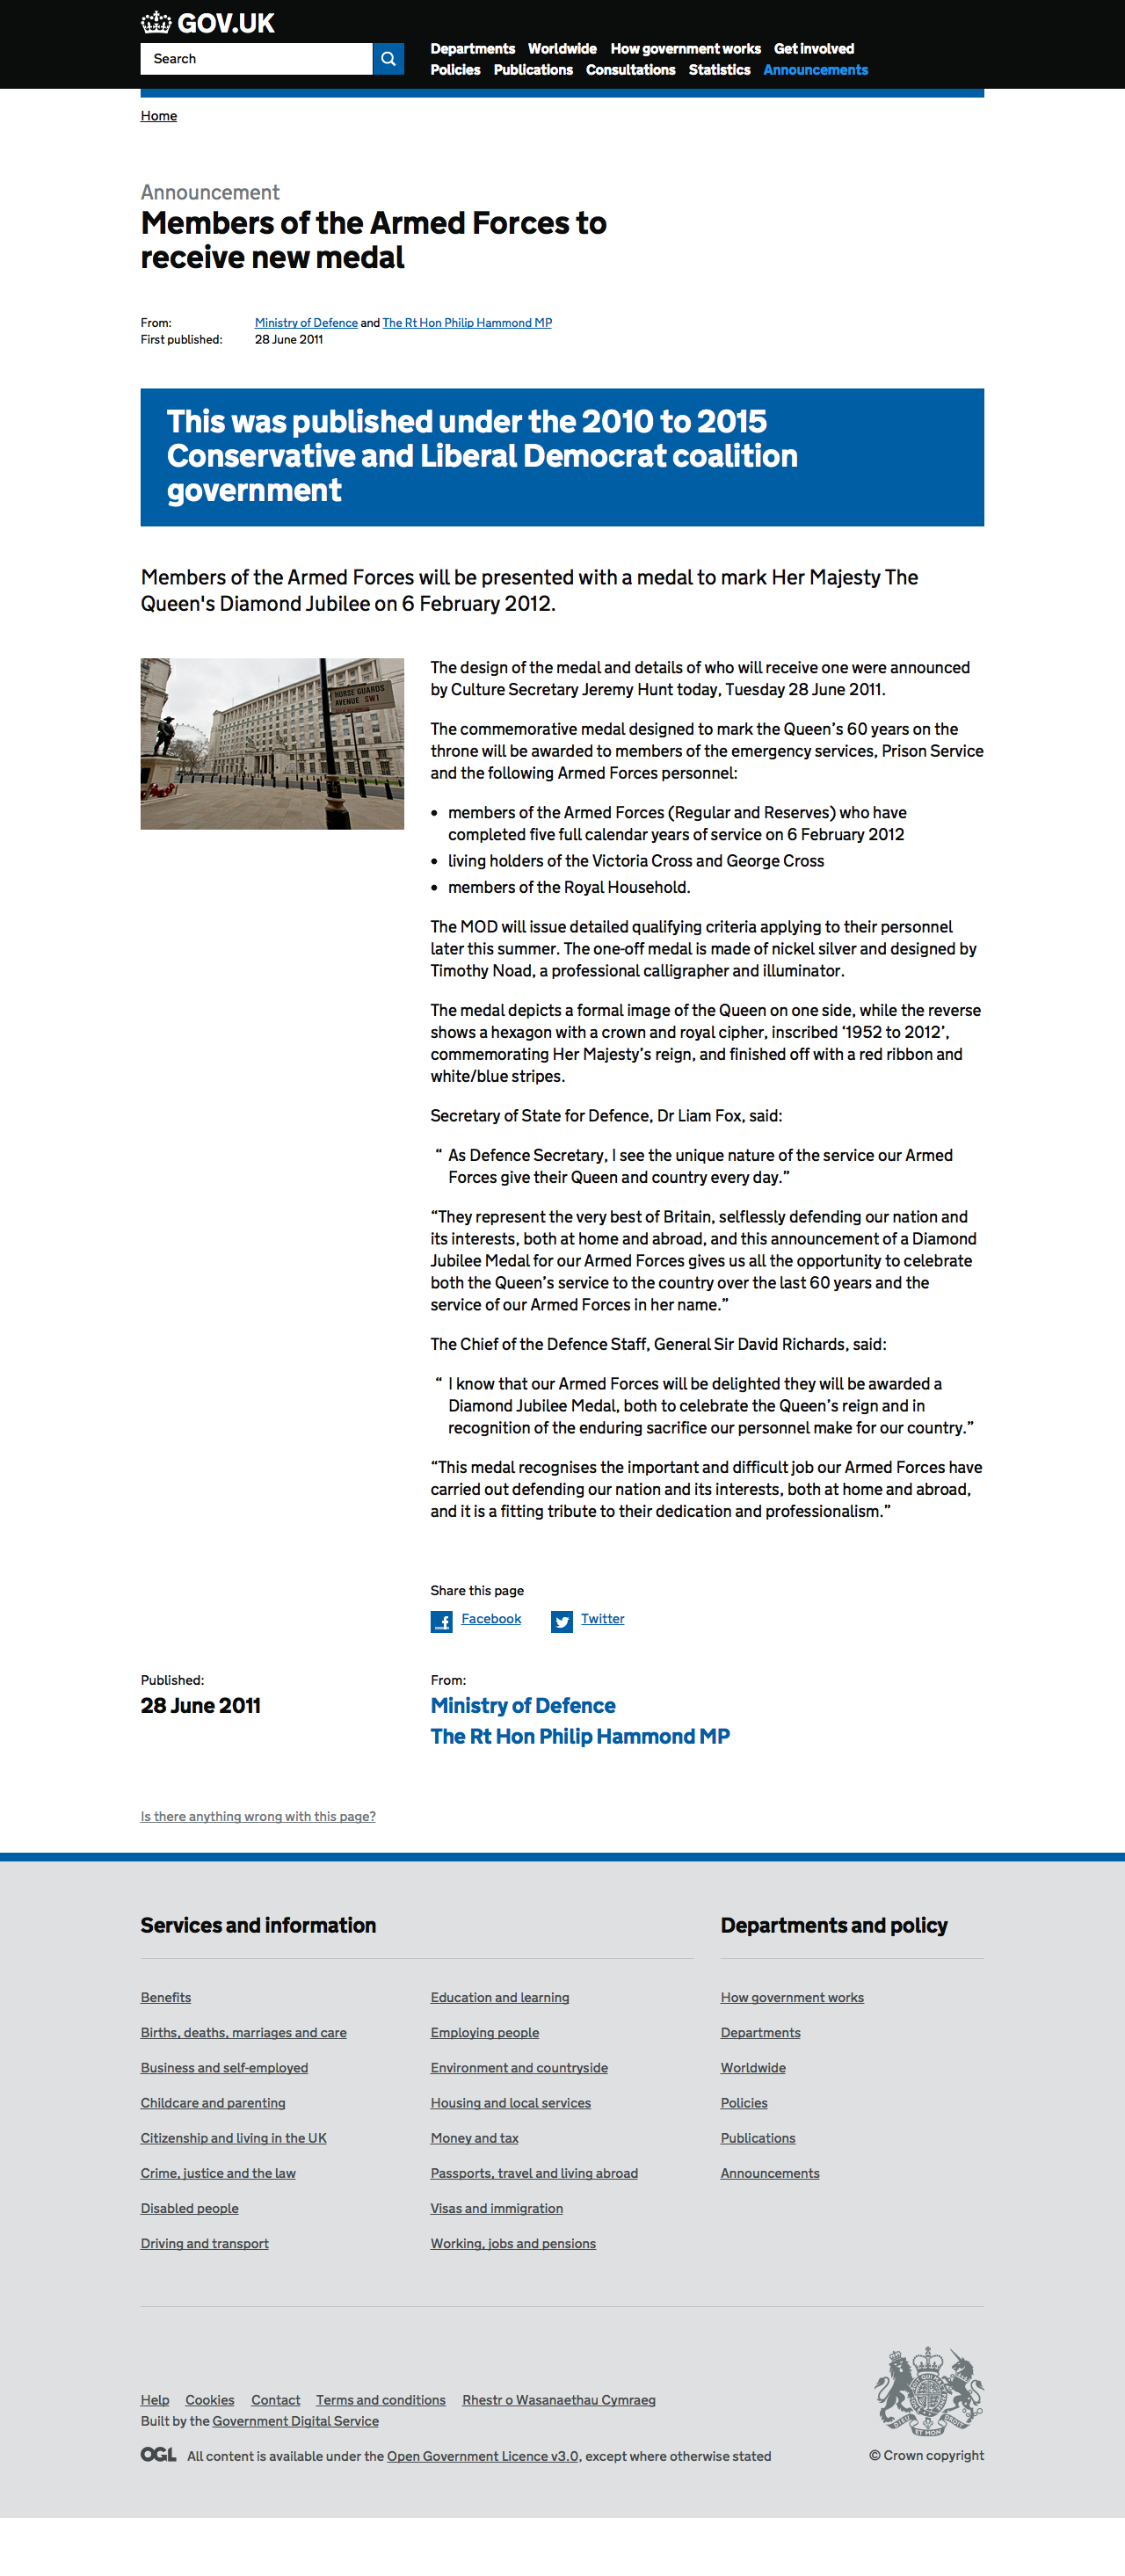 GOV.UK
Search
Departments Worldwide How government works Get involved
Policies Publications Consultations Statistics Announcements
Home
Announcement
Members of the Armed Forces to
receive new medal
From: Ministry of Defence and The Rt Hon Philip Hammond MP
First published: 28 June 2011
This was published under the 2010 to 2015
Conservative and Liberal Democrat coalition
government
Members of the Armed Forces will be presented with a medal to mark Her Majesty The
Queen's Diamond Jubilee on 6 February 2012.
HORSE GUARDS
AVENUE SW1
The design of the medal and details of who will receive one were announced
by Culture Secretary Jeremy Hunt today, Tuesday 28 June 2011.
The commemorative medal designed to mark the Queen’s 60 years on the
throne will be awarded to members of the emergency services, Prison Service
and the following Armed Forces personnel:
• members of the Armed Forces (Regular and Reserves) who have
completed five full calendar years of service on 6 February 2012
• living holders of the Victoria Cross and George Cross
• members of the Royal Household.
The MOD will issue detailed qualifying criteria applying to their personnel
later this summer. The one-off medal is made of nickel silver and designed by
Timothy Noad, a professional calligrapher and illuminator.
The medal depicts a formal image of the Queen on one side, while the reverse
shows a hexagon with a crown and royal cipher, inscribed ‘1952 to 2012’,
commemorating Her Majesty’s reign, and finished off with a red ribbon and
white/blue stripes.
Secretary of State for Defence, Dr Liam Fox, said:
“ As Defence Secretary, I see the unique nature of the service our Armed
Forces give their Queen and country every day.”
“They represent the very best of Britain, selflessly defending our nation and
its interests, both at home and abroad, and this announcement of a Diamond
Jubilee Medal for our Armed Forces gives us all the opportunity to celebrate
both the Queen’s service to the country over the last 60 years and the
service of our Armed Forces in her name.”
The Chief of the Defence Staff, General Sir David Richards, said:
“ I know that our Armed Forces will be delighted they will be awarded a
Diamond Jubilee Medal, both to celebrate the Queen’s reign and in
recognition of the enduring sacrifice our personnel make for our country.”
“This medal recognises the important and difficult job our Armed Forces have
carried out defending our nation and its interests, both at home and abroad,
and it is a fitting tribute to their dedication and professionalism.”
Share this page
Facebook Twitter
Published:
28 June 2011
From:
Ministry of Defence
The Rt Hon Philip Hammond MP
Is there anything wrong with this page?
Services and information
Benefits
Births, deaths, marriages and care
Business and self-employed
Childcare and parenting
Citizenship and living in the UK
Crime, justice and the law
Disabled people
Driving and transport
Education and learning
Employing people
Environment and countryside
Housing and local services
Money and tax
Passports, travel and living abroad
Visas and immigration
Working, jobs and pensions
Departments and policy
How government works
Departments
Worldwide
Policies
Publications
Announcements
Help Cookies Contact Terms and conditions Rhestr o Wasanaethau Cymraeg
Built by the Government Digital Service
OGL All content is available under the Open Government Licence v3.0, except where otherwise stated
DIEU ET MON DROIT
© Crown copyright